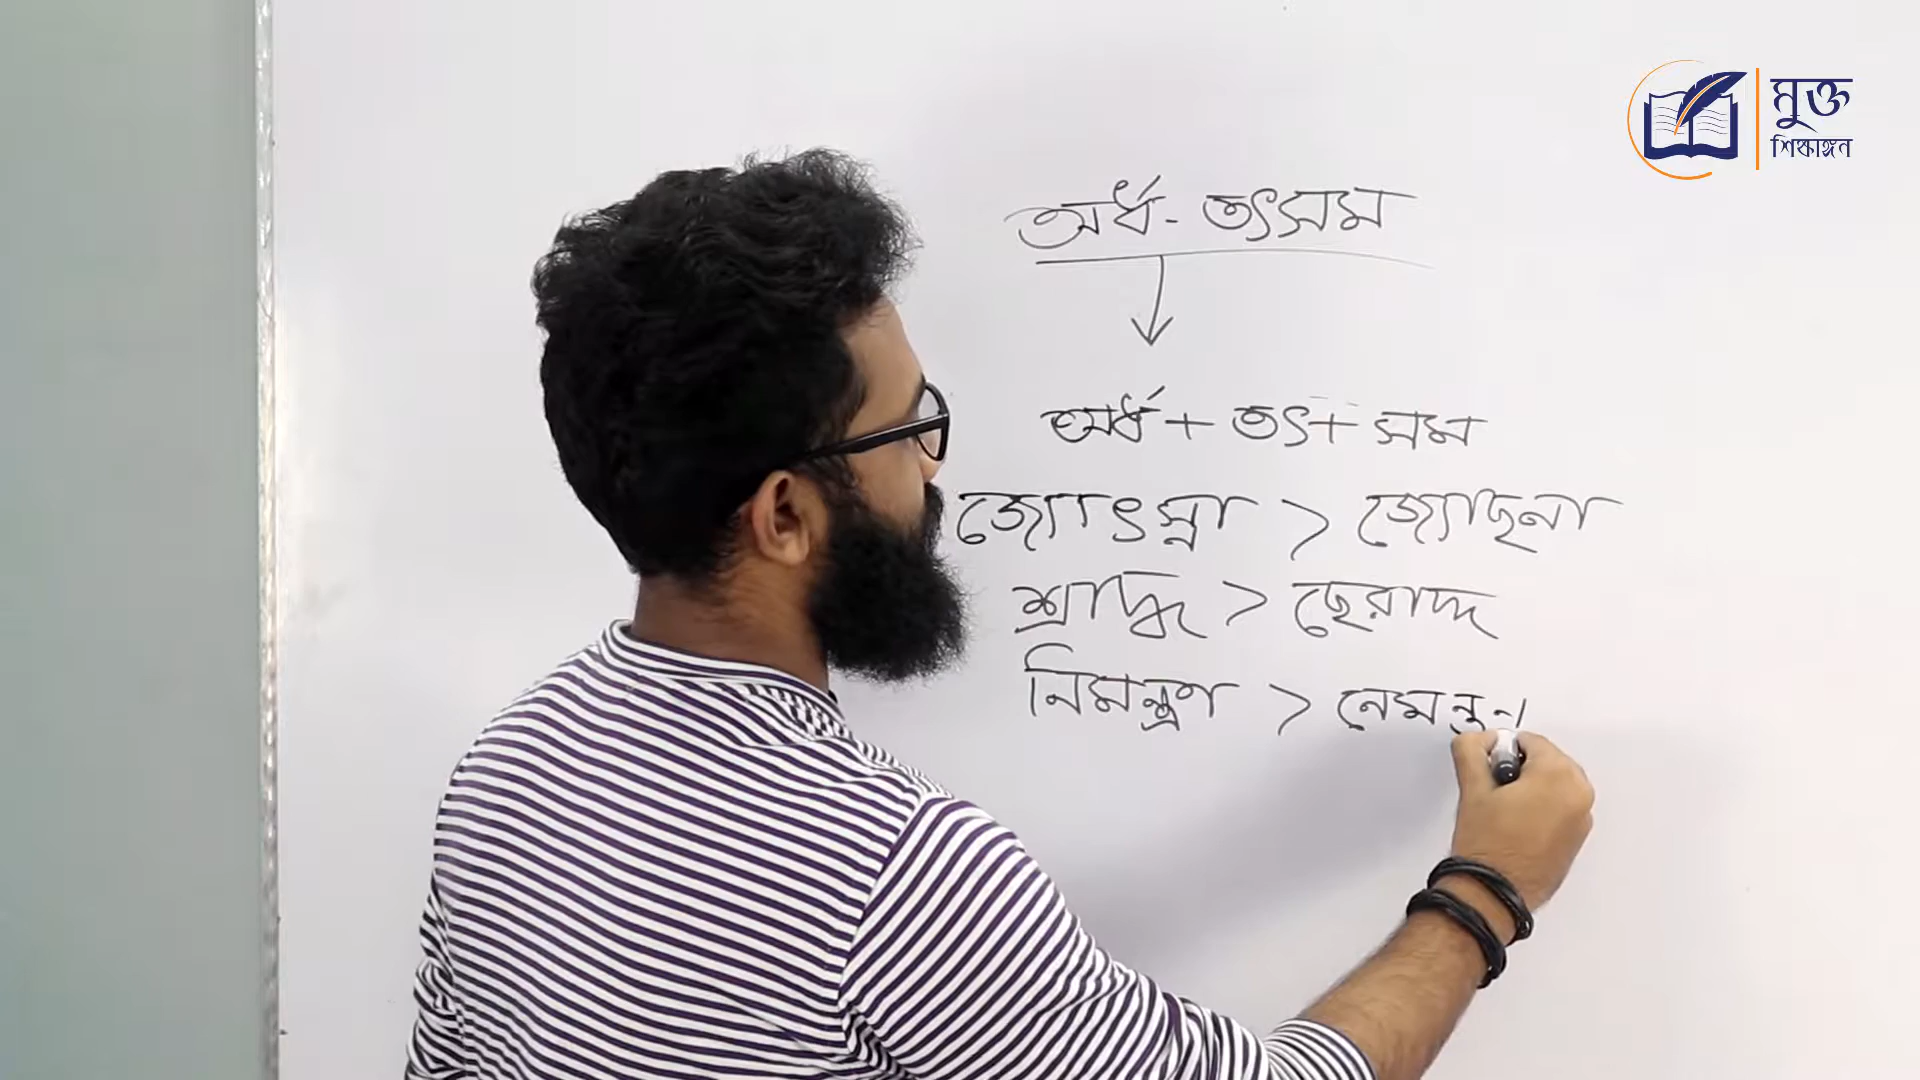 মুক্ত
শিক্ষাঙ্গন
অর্ধ- তৎসম
অর্ধ + তৎ + সম
জ্যোৎস্না > জ্যোছনা
শ্রাদ্ধ > ছেরাদ্দ
নিমন্ত্রণ > নেমন্তন